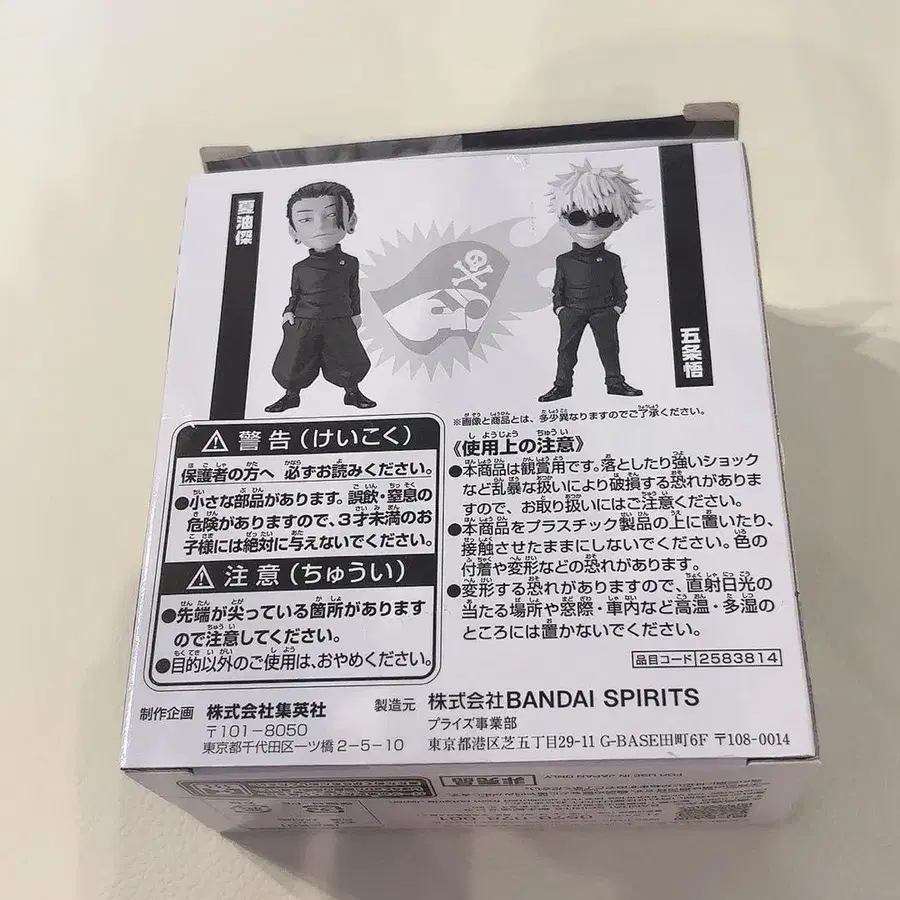 夏油傑
五条悟
※画像と商品とは、多少異なりますのでご了承ください。
⚠ 警告(けいこく)
保護者の方へ 必ずお読みください。
●小さな部品があります。誤飲・窒息の
危険がありますので、3才未満のお
子様には絶対に与えないでください。
⚠ 注意(ちゅうい)
●先端が尖っている箇所があります
ので注意してください。
●目的以外のご使用は、おやめください。
《使用上の注意》
●本商品は観賞用です。落としたり強いショック
など乱暴な扱いにより破損する恐れがありま
すので、お取り扱いにはご注意ください。
●本商品をプラスチック製品の上に置いたり、
接触させたままにしないでください。色の
付着や変形などの恐れがあります。
●変形する恐れがありますので、直射日光の
当たる場所や窓際・車内など高温・多湿の
ところには置かないでください。
品目コード 2583814
制作企画 株式会社集英社
〒101-8050
東京都千代田区一ツ橋2-5-10
製造元 株式会社BANDAI SPIRITS
プライズ事業部
東京都港区芝五丁目29-11 G-BASE田町6F 〒108-0014
非売品
FOR USE IN JAPAN ONLY